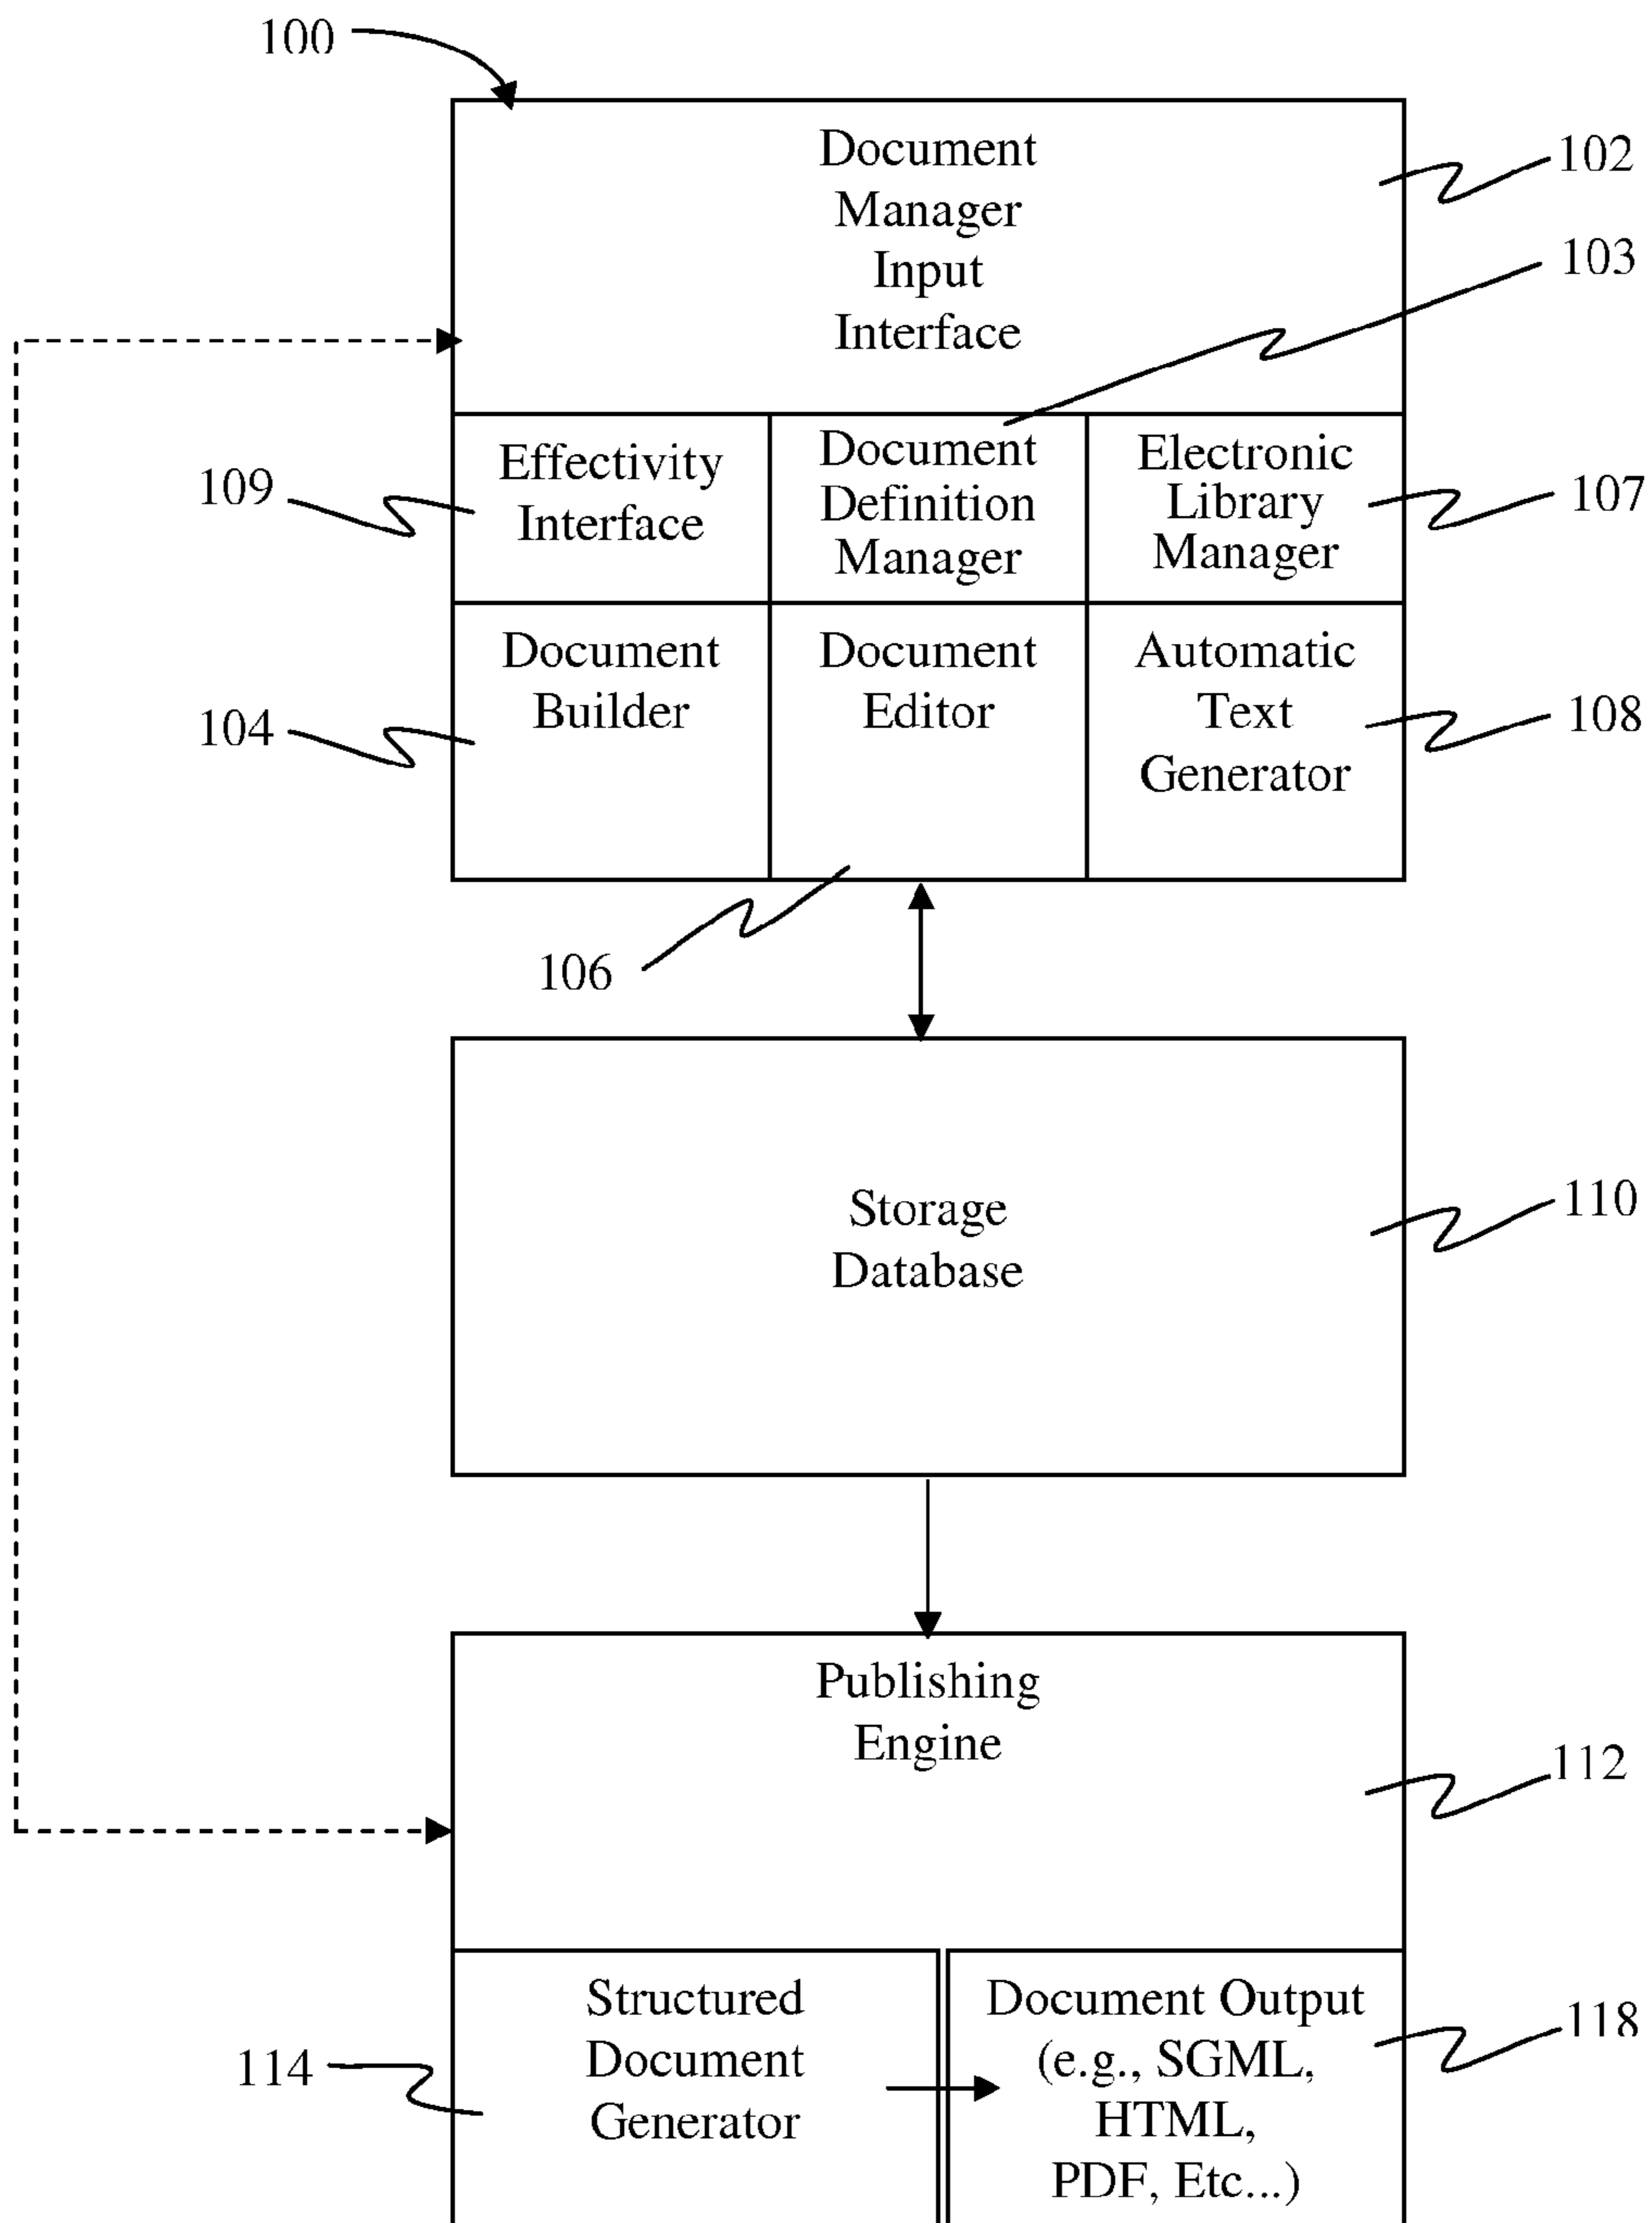 100
Document
Manager
Input
Interface
102
103
Effectivity
Interface
109
Document
Definition
Manager
Electronic
Library
Manager
107
Document
Builder
104
Document
Editor
106
Automatic
Text
Generator
108
Storage
Database
110
Publishing
Engine
112
Structured
Document
Generator
114
Document Output
(e.g., SGML,
HTML,
PDF, Etc...)
118